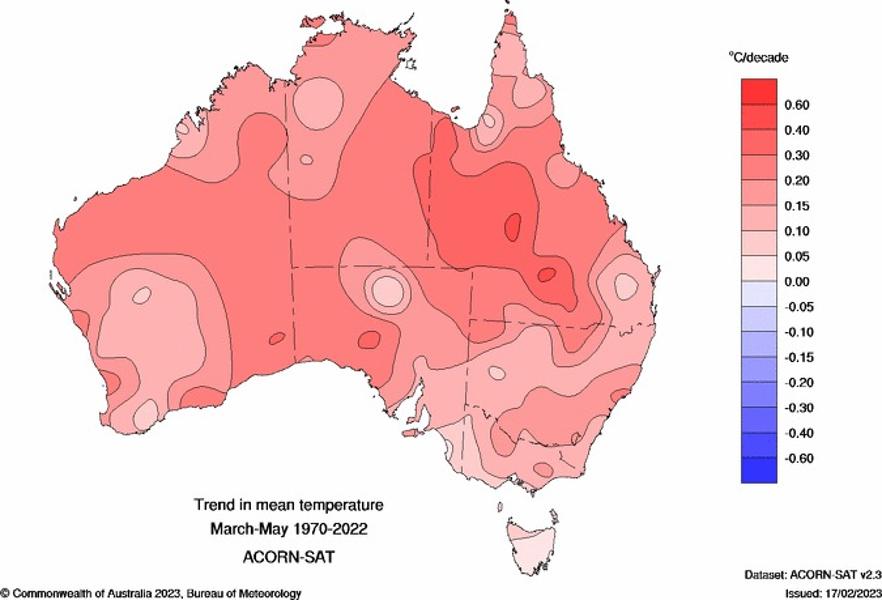 °C/decade
0.60
0.40
0.30
0.20
0.15
0.10
0.05
0.00
-0.05
-0.10
-0.15
-0.20
-0.30
-0.40
-0.60
Trend in mean temperature
March-May 1970-2022
ACORN-SAT
Dataset: ACORN-SAT v2.3
© Commonwealth of Australia 2023, Bureau of Meteorology
Issued: 17/02/2023